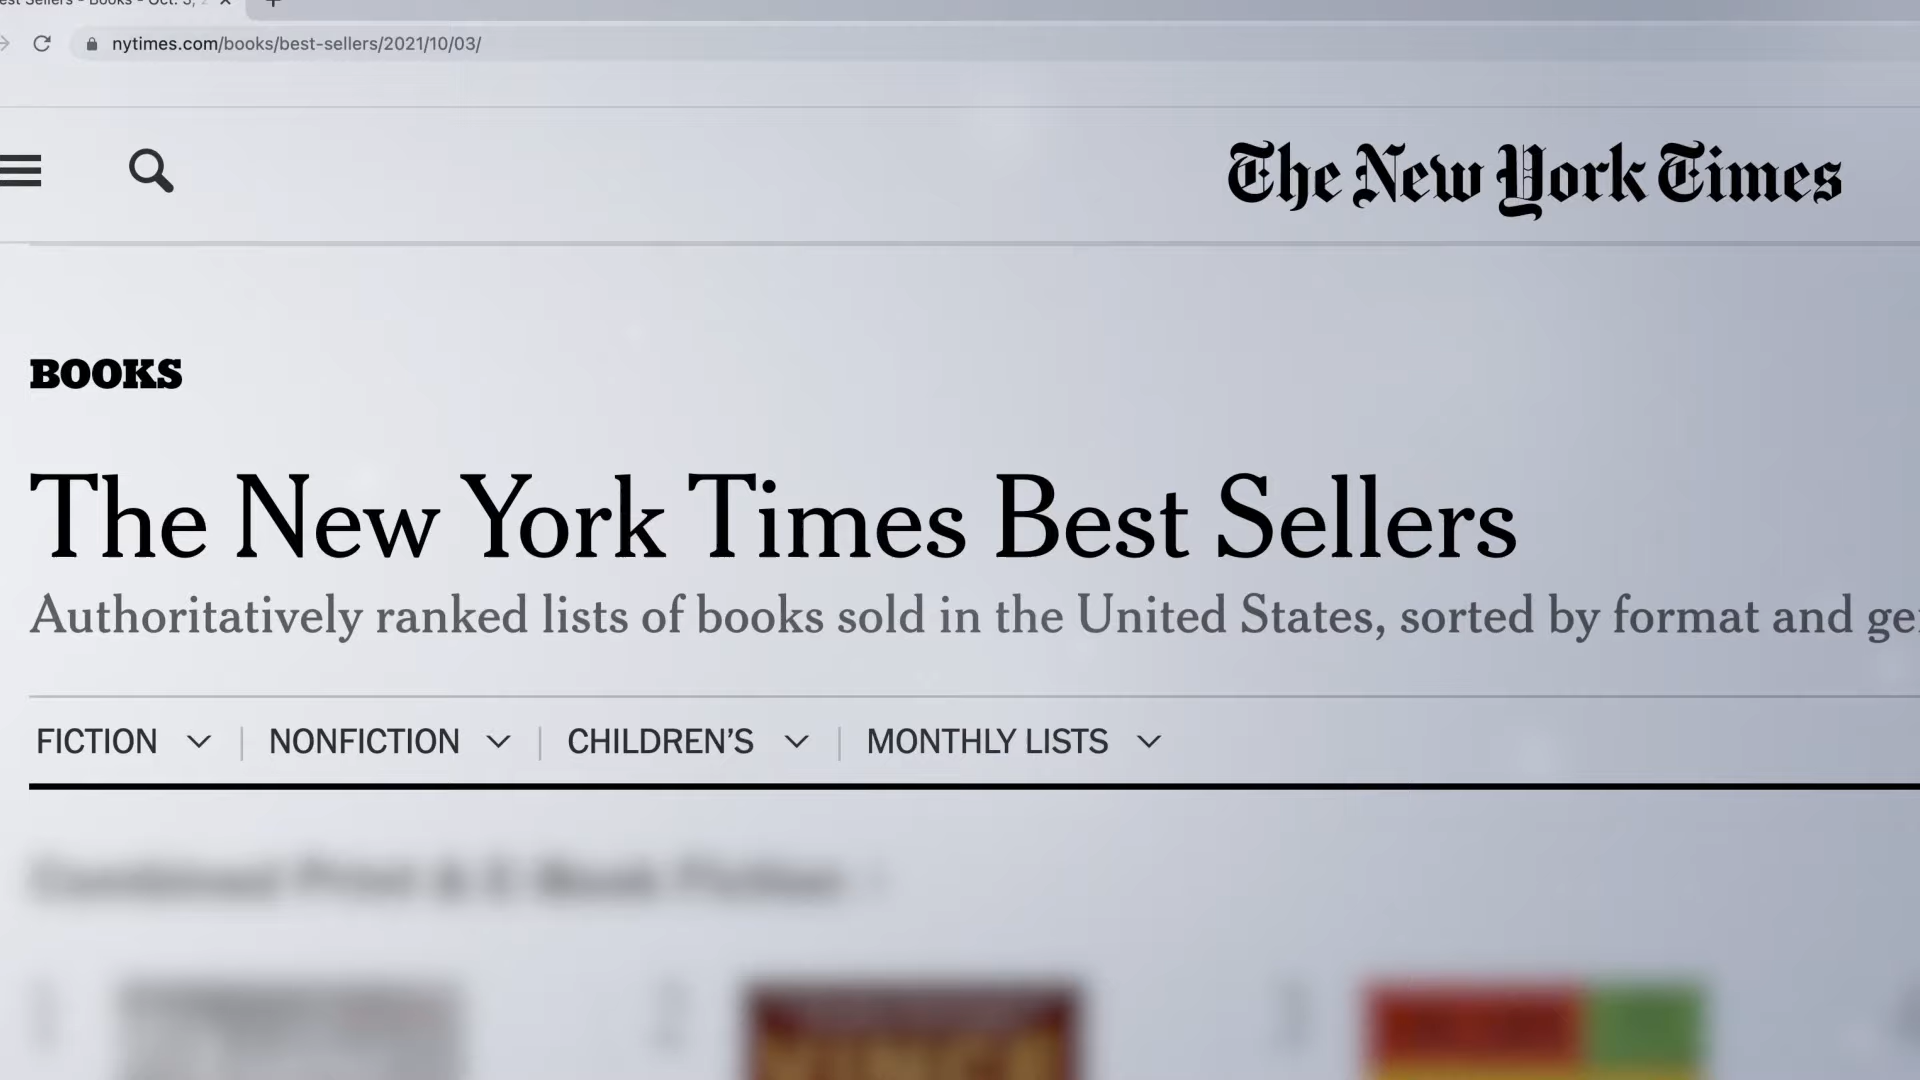 nytimes.com/books/best-sellers/2021/10/03/
The New York Times
BOOKS
The New York Times Best Sellers
Authoritatively ranked lists of books sold in the United States, sorted by format and
FICTION
NONFICTION
CHILDREN'S
MONTHLY LISTS